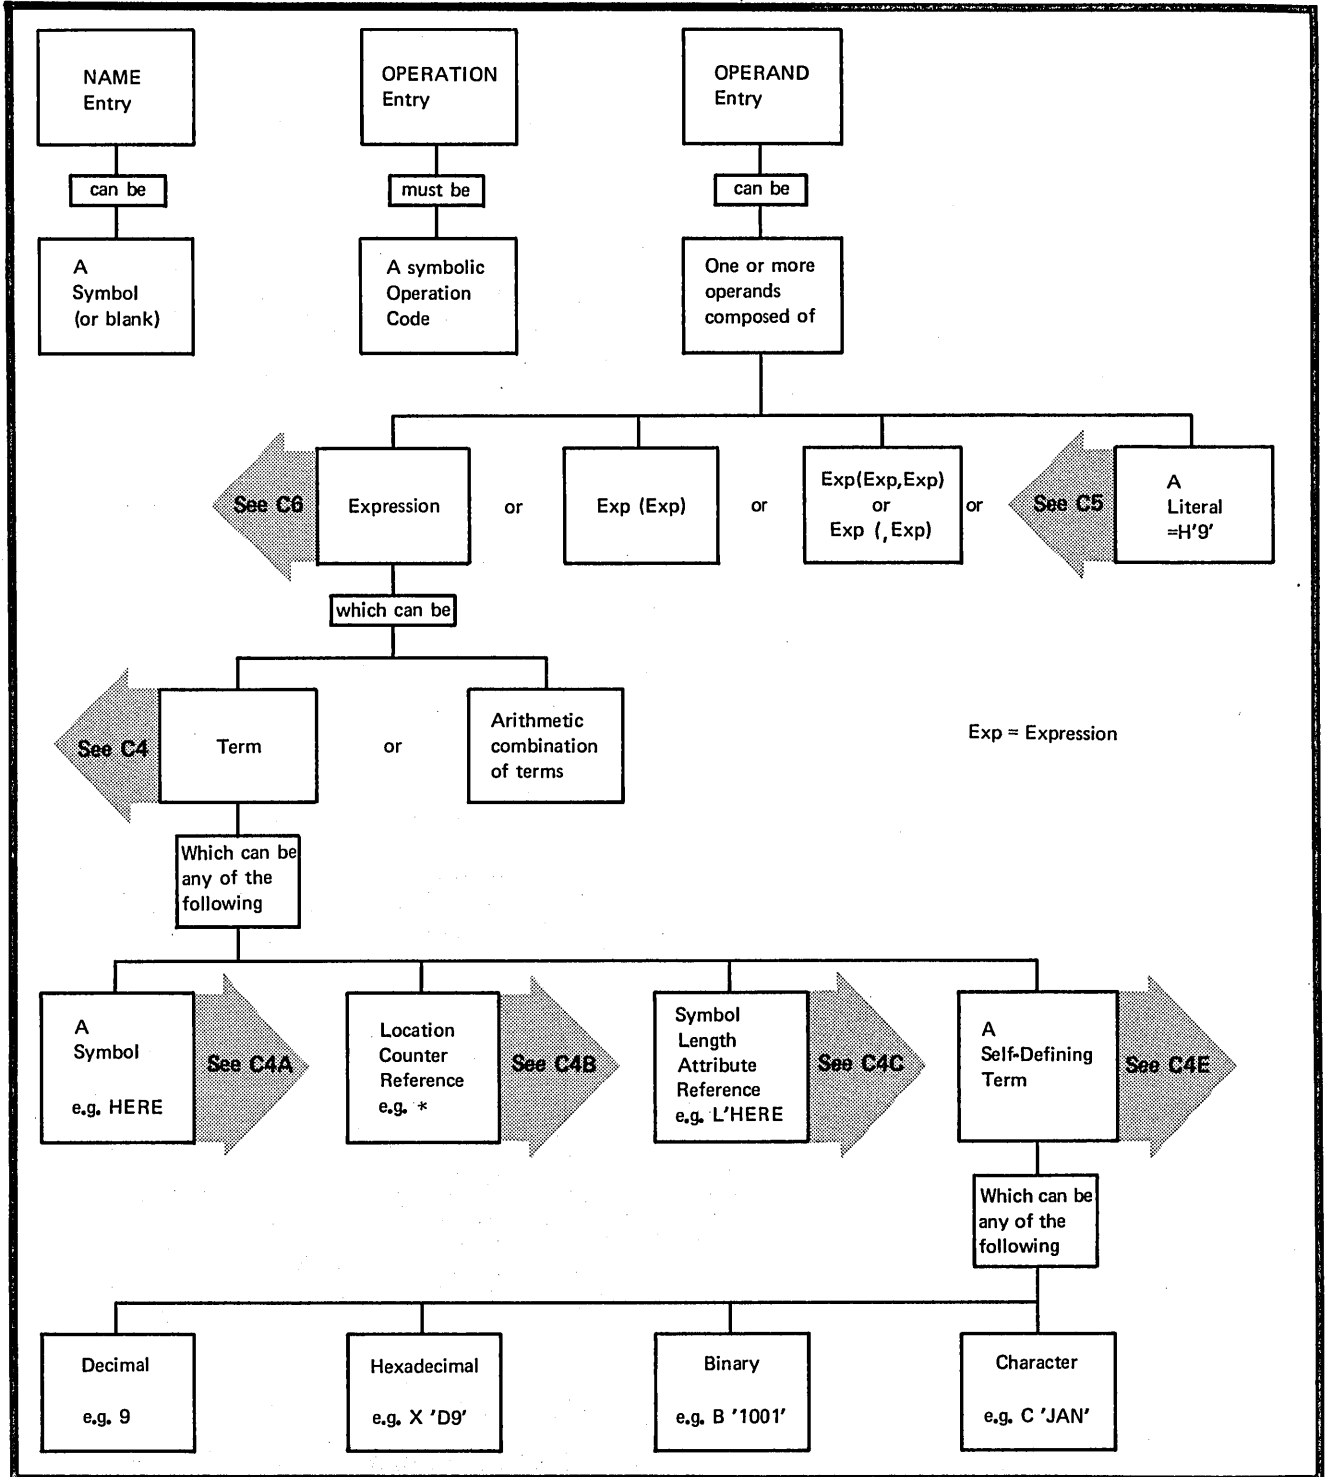 NAME
Entry
OPERATION
Entry
OPERAND
Entry
can be
must be
can be
A
Symbol
(or blank)
A symbolic
Operation
Code
One or more
operands
composed of
See C6
Expression
or
Exp (Exp)
or
Exp(Exp,Exp)
or
Exp (,Exp)
or
See C5
A
Literal
=H'9'
which can be
See C4
Term
or
Arithmetic
combination
of terms
Exp = Expression
Which can be
any of the
following
A
Symbol
e.g. HERE
See C4A
Location
Counter
Reference
e.g. *
See C4B
Symbol
Length
Attribute
Reference
e.g. L'HERE
See C4C
A
Self-Defining
Term
See C4E
Which can be
any of the
following
Decimal
e.g. 9
Hexadecimal
e.g. X 'D9'
Binary
e.g. B '1001'
Character
e.g. C 'JAN'